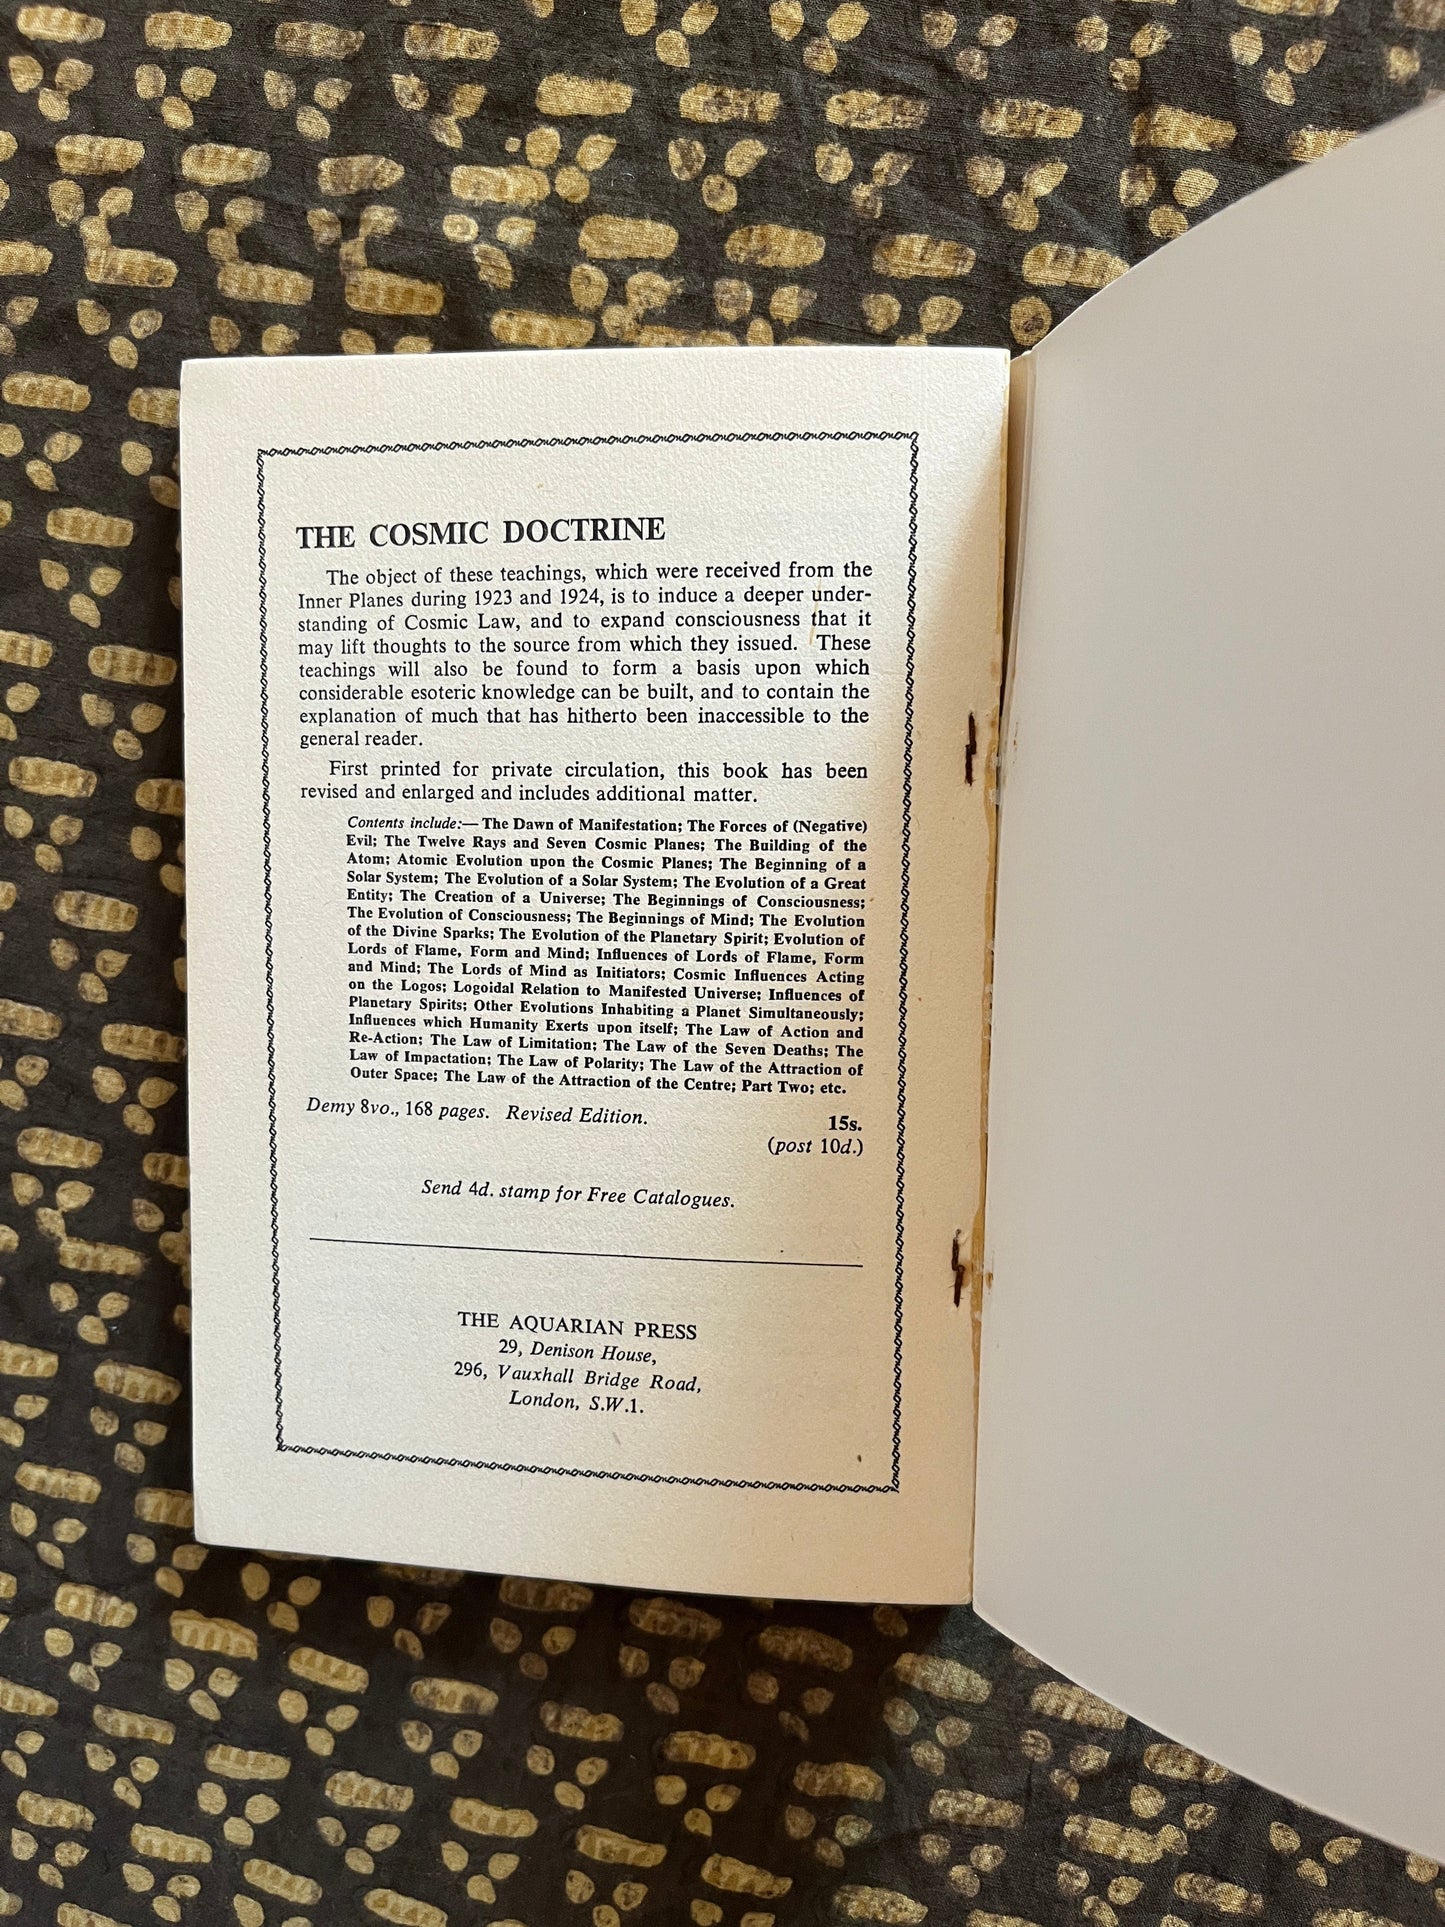 THE COSMIC DOCTRINE
The object of these teachings, which were received from the
Inner Planes during 1923 and 1924, is to induce a deeper under-
standing of Cosmic Law, and to expand consciousness that it
may lift thoughts to the source from which they issued. These
teachings will also be found to form a basis upon which
considerable esoteric knowledge can be built, and to contain the
explanation of much that has hitherto been inaccessible to the
general reader.
First printed for private circulation, this book has been
revised and enlarged and includes additional matter.
Contents include:— The Dawn of Manifestation; The Forces of (Negative)
Evil; The Twelve Rays and Seven Cosmic Planes; The Building of the
Atom; Atomic Evolution upon the Cosmic Planes; The Beginning of a
Solar System; The Evolution of a Solar System; The Evolution of a Great
Entity; The Creation of a Universe; The Beginnings of Consciousness;
The Evolution of Consciousness; The Beginnings of Mind; The Evolution
of the Divine Sparks; The Evolution of the Planetary Spirit; Evolution of
Lords of Flame, Form and Mind; Influences of Lords of Flame, Form
and Mind; The Lords of Mind as Initiators; Cosmic Influences Acting
on the Logos; Logoidal Relation to Manifested Universe; Influences of
Planetary Spirits; Other Evolutions Inhabiting a Planet Simultaneously;
Influences which Humanity Exerts upon itself; The Law of Action and
Re-Action; The Law of Limitation; The Law of the Seven Deaths; The
Law of Impactation; The Law of Polarity; The Law of the Attraction of
Outer Space; The Law of the Attraction of the Centre; Part Two; etc.
Demy 8vo., 168 pages. Revised Edition.
15s.
(post 10d.)
Send 4d. stamp for Free Catalogues.
THE AQUARIAN PRESS
29, Denison House,
296, Vauxhall Bridge Road,
London, S.W.1.